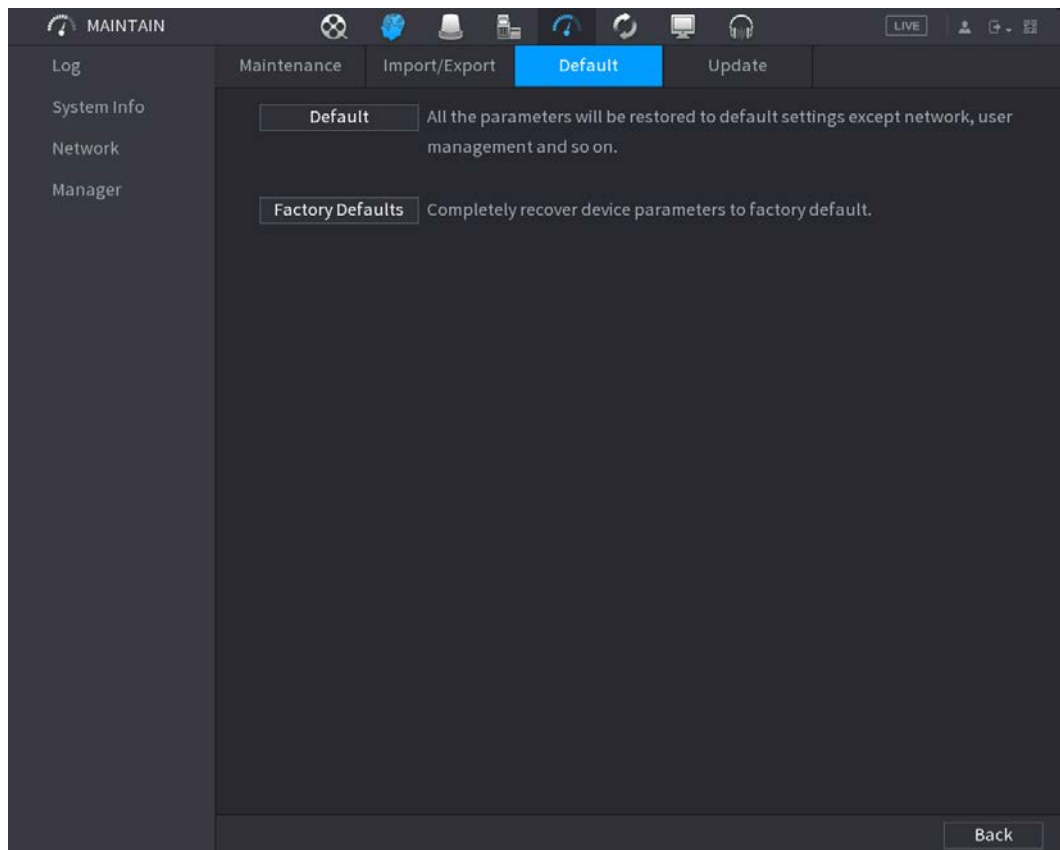 MAINTAIN
LIVE
Log
System Info
Network
Manager
Maintenance
Import/Export
Default
Update
Default
All the parameters will be restored to default settings except network, user
management and so on.
Factory Defaults
Completely recover device parameters to factory default.
Back